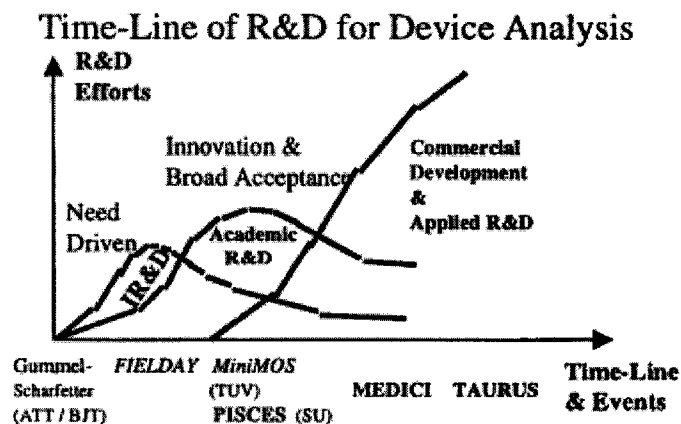 Time-Line of R&D for Device Analysis
R&D
Efforts
Innovation &
Broad Acceptance
Commercial
Development
&
Applied R&D
Need
Driven
Academic
R&D
IR&D
Gummel-
Scharfetter
(ATT / BJT)
FIELDAY
MiniMOS
(TUV)
PISCES (SU)
MEDICI
TAURUS
Time-Line
& Events